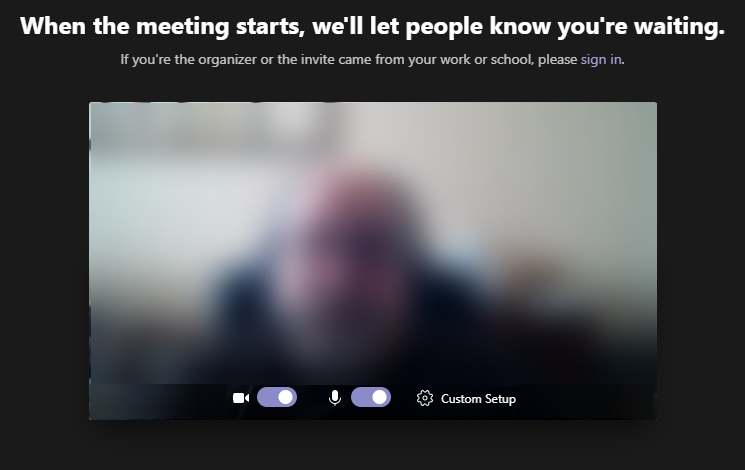 When the meeting starts, we'll let people know you're waiting.
If you're the organizer or the invite came from your work or school, please sign in.
Custom Setup